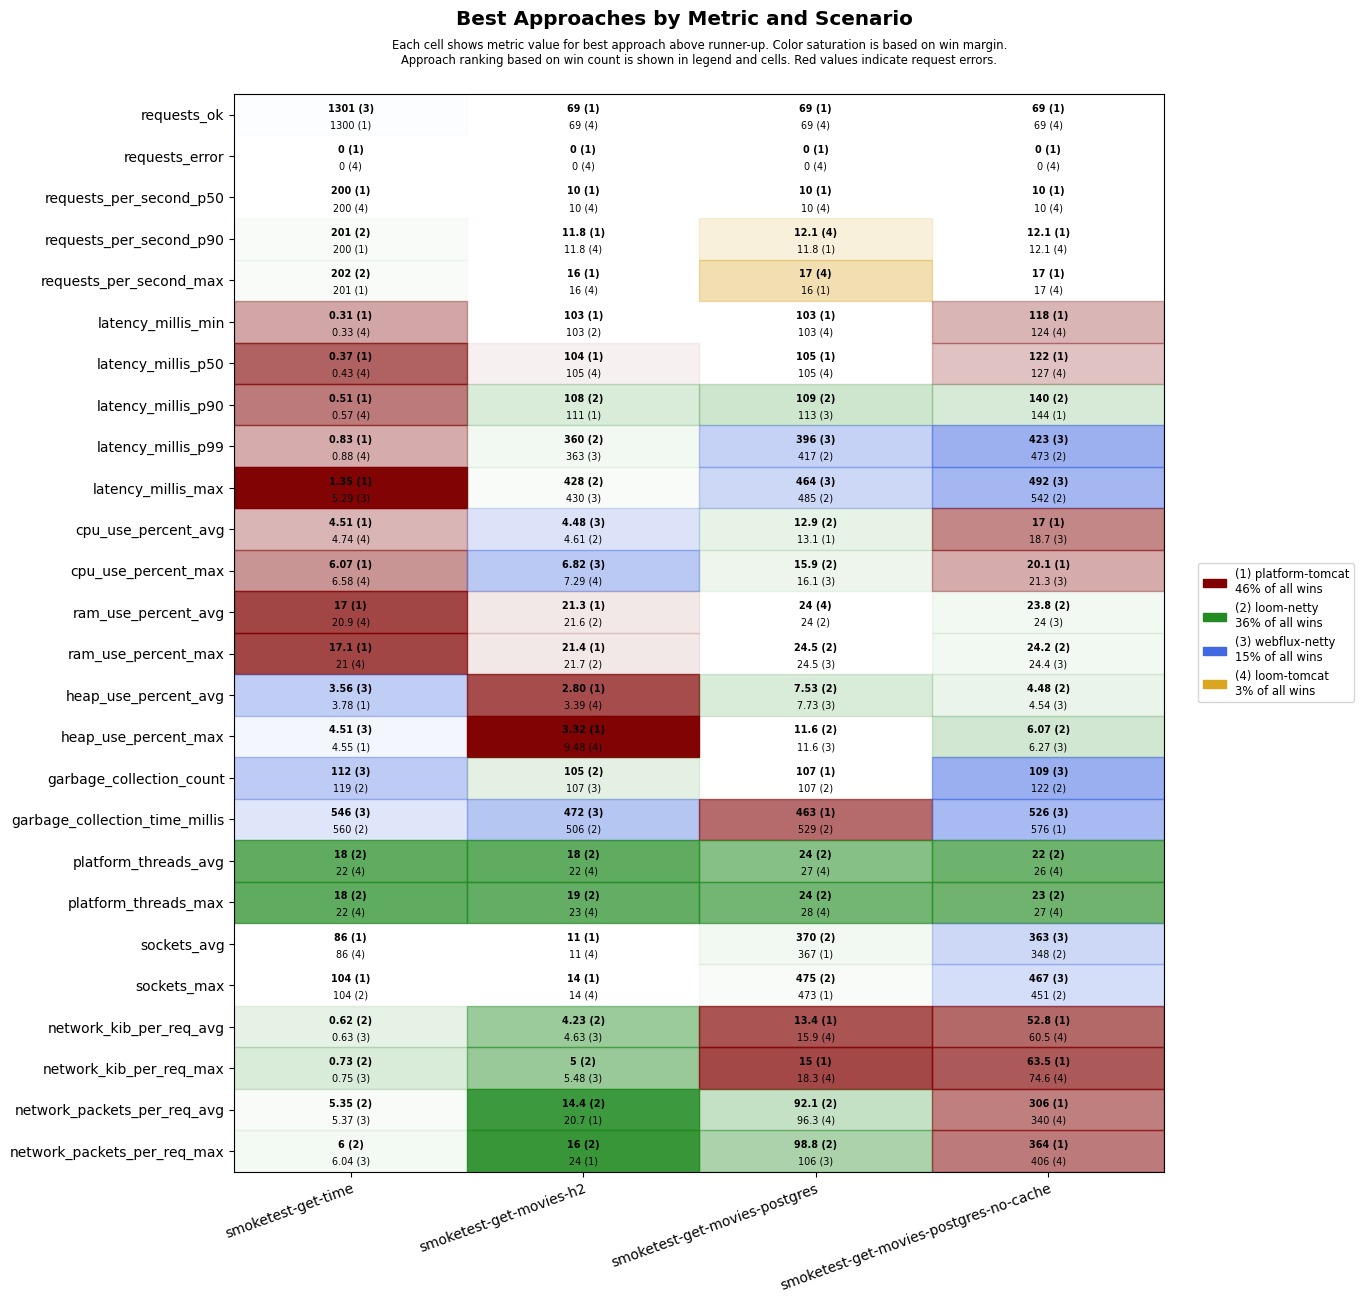 Best Approaches by Metric and Scenario
Each cell shows metric value for best approach above runner-up. Color saturation is based on win margin.
Approach ranking based on win count is shown in legend and cells. Red values indicate request errors.
requests_ok
1301 (3) 69 (1) 69 (1) 69 (1)
1300 (1) 69 (4) 69 (4) 69 (4)
requests_error
0 (1) 0 (1) 0 (1) 0 (1)
0 (4) 0 (4) 0 (4) 0 (4)
requests_per_second_p50
200 (1) 10 (1) 10 (1) 10 (1)
200 (4) 10 (4) 10 (4) 10 (4)
requests_per_second_p90
201 (2) 11.8 (1) 12.1 (4) 12.1 (1)
200 (1) 11.8 (4) 11.8 (1) 12.1 (4)
requests_per_second_max
202 (2) 16 (1) 17 (4) 17 (1)
201 (1) 16 (4) 16 (1) 17 (4)
latency_millis_min
0.31 (1) 103 (1) 103 (1) 118 (1)
0.33 (4) 103 (2) 103 (4) 124 (4)
latency_millis_p50
0.37 (1) 104 (1) 105 (1) 122 (1)
0.43 (4) 105 (4) 105 (4) 127 (4)
latency_millis_p90
0.51 (1) 108 (2) 109 (2) 140 (2)
0.57 (4) 111 (1) 113 (3) 144 (1)
latency_millis_p99
0.83 (1) 360 (2) 396 (3) 423 (3)
0.88 (4) 363 (3) 417 (2) 473 (2)
latency_millis_max
1.35 (1) 428 (2) 464 (3) 492 (3)
5.29 (3) 430 (3) 485 (2) 542 (2)
cpu_use_percent_avg
4.51 (1) 4.48 (3) 12.9 (2) 17 (1)
4.74 (4) 4.61 (2) 13.1 (1) 18.7 (3)
cpu_use_percent_max
6.07 (1) 6.82 (3) 15.9 (2) 20.1 (1)
6.58 (4) 7.29 (4) 16.1 (3) 21.3 (3)
ram_use_percent_avg
17 (1) 21.3 (1) 24 (4) 23.8 (2)
20.9 (4) 21.6 (2) 24 (2) 24 (3)
ram_use_percent_max
17.1 (1) 21.4 (1) 24.5 (2) 24.2 (2)
21 (4) 21.7 (2) 24.5 (3) 24.4 (3)
heap_use_percent_avg
3.56 (3) 2.80 (1) 7.53 (2) 4.48 (2)
3.78 (1) 3.39 (4) 7.73 (3) 4.54 (3)
heap_use_percent_max
4.51 (3) 3.32 (1) 11.6 (2) 6.07 (2)
4.55 (1) 9.48 (4) 11.6 (3) 6.27 (3)
garbage_collection_count
112 (3) 105 (2) 107 (1) 109 (3)
119 (2) 107 (3) 107 (2) 122 (2)
garbage_collection_time_millis
546 (3) 472 (3) 463 (1) 526 (3)
560 (2) 506 (2) 529 (2) 576 (1)
platform_threads_avg
18 (2) 18 (2) 24 (2) 22 (2)
22 (4) 22 (4) 27 (4) 26 (4)
platform_threads_max
18 (2) 19 (2) 24 (2) 23 (2)
22 (4) 23 (4) 28 (4) 27 (4)
sockets_avg
86 (1) 11 (1) 370 (2) 363 (3)
86 (4) 11 (4) 367 (1) 348 (2)
sockets_max
104 (1) 14 (1) 475 (2) 467 (3)
104 (2) 14 (4) 473 (1) 451 (2)
network_kib_per_req_avg
0.62 (2) 4.23 (2) 13.4 (1) 52.8 (1)
0.63 (3) 4.63 (3) 15.9 (4) 60.5 (4)
network_kib_per_req_max
0.73 (2) 5 (2) 15 (1) 63.5 (1)
0.75 (3) 5.48 (3) 18.3 (4) 74.6 (4)
network_packets_per_req_avg
5.35 (2) 14.4 (2) 92.1 (2) 306 (1)
5.37 (3) 20.7 (1) 96.3 (4) 340 (4)
network_packets_per_req_max
6 (2) 16 (2) 98.8 (2) 364 (1)
6.04 (3) 24 (1) 106 (3) 406 (4)
smoketest-get-time
smoketest-get-movies-h2
smoketest-get-movies-postgres
smoketest-get-movies-postgres-no-cache
(1) platform-tomcat
46% of all wins
(2) loom-netty
36% of all wins
(3) webflux-netty
15% of all wins
(4) loom-tomcat
3% of all wins